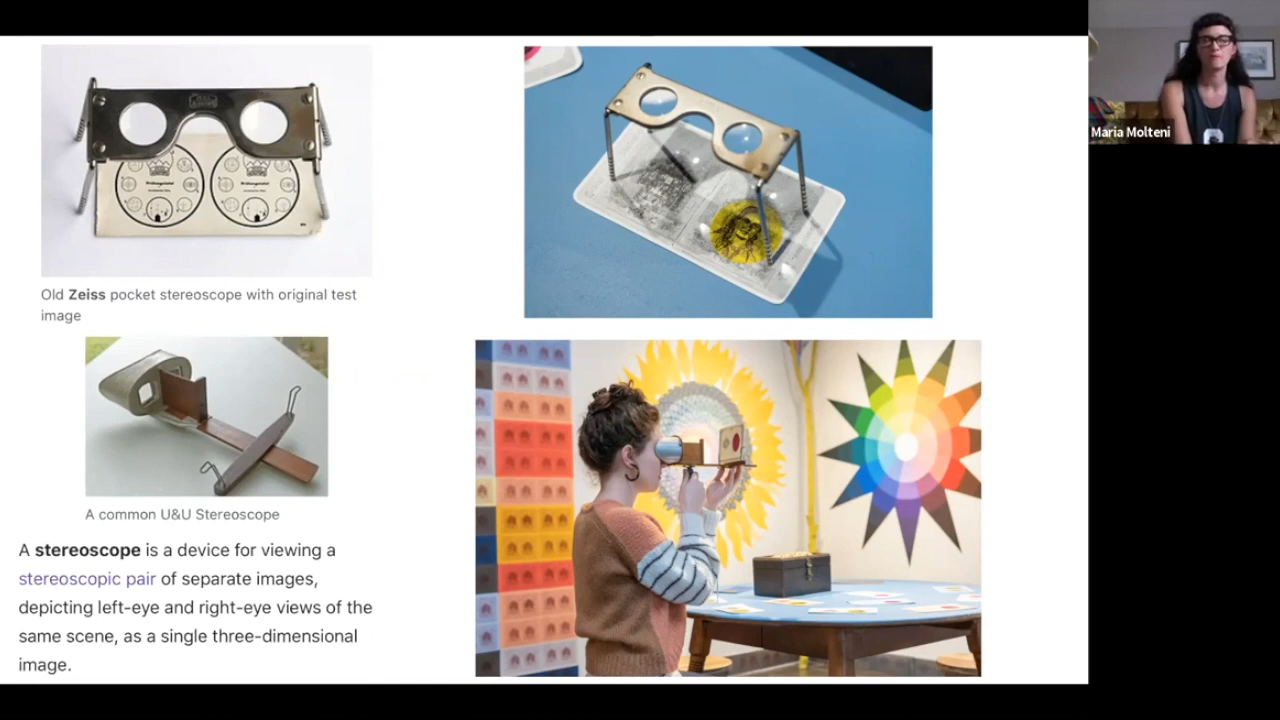 Old Zeiss pocket stereoscope with original test
image
A common U&U Stereoscope
A stereoscope is a device for viewing a
stereoscopic pair of separate images,
depicting left-eye and right-eye views of the
same scene, as a single three-dimensional
image.
Maria Molteni